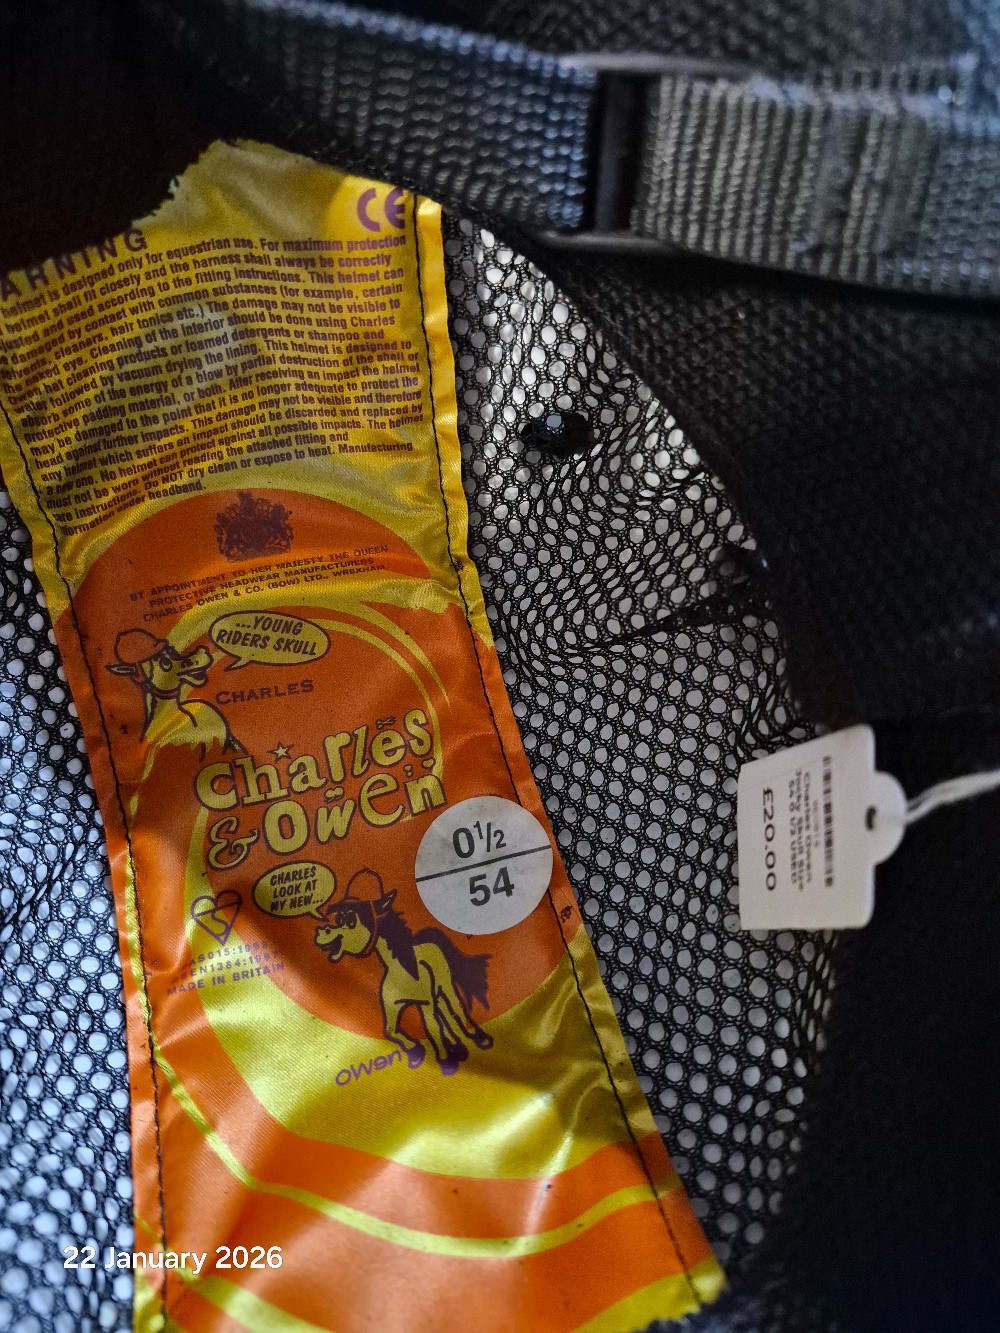 ARNING
helmet is designed only for equestrian use. For maximum protection
helmet shall fit closely and the harness shall always be correctly
and used according to the fitting instructions. This helmet can
damaged by contact with common substances (for example, certain
cleaners, hair tonics etc.) The damage may not be visible to
eye. Cleaning of the interior should be done using Charles
Owen hat cleaning products or foamed detergents or shampoo and
followed by vacuum drying the lining. This helmet is designed to
some of the energy of a blow by partial destruction of the shell or
protective padding material, or both. After receiving an impact the helmet
may be damaged to the point that it is no longer adequate to protect the
head against further impacts. This damage may not be visible and therefore
any helmet which suffers an impact should be discarded and replaced by
a new one. No helmet can protect against all possible impacts. The helmet
must not be worn without reading the attached fitting and
care instructions. Do NOT dry clean or expose to heat. Manufacturing
information under headband.
CE
BY APPOINTMENT TO HER MAJESTY THE QUEEN
PROTECTIVE HEADWEAR MANUFACTURERS
CHARLES OWEN & CO. (BOW) LTD., WREXHAM
...YOUNG
RIDERS SKULL
CHARLES
Charles
& Owen
0½
54
CHARLES
LOOK AT
MY NEW...
MADE IN BRITAIN
Owen
Charles Owen
54 0 1/2 USED
£20.00
22 January 2026